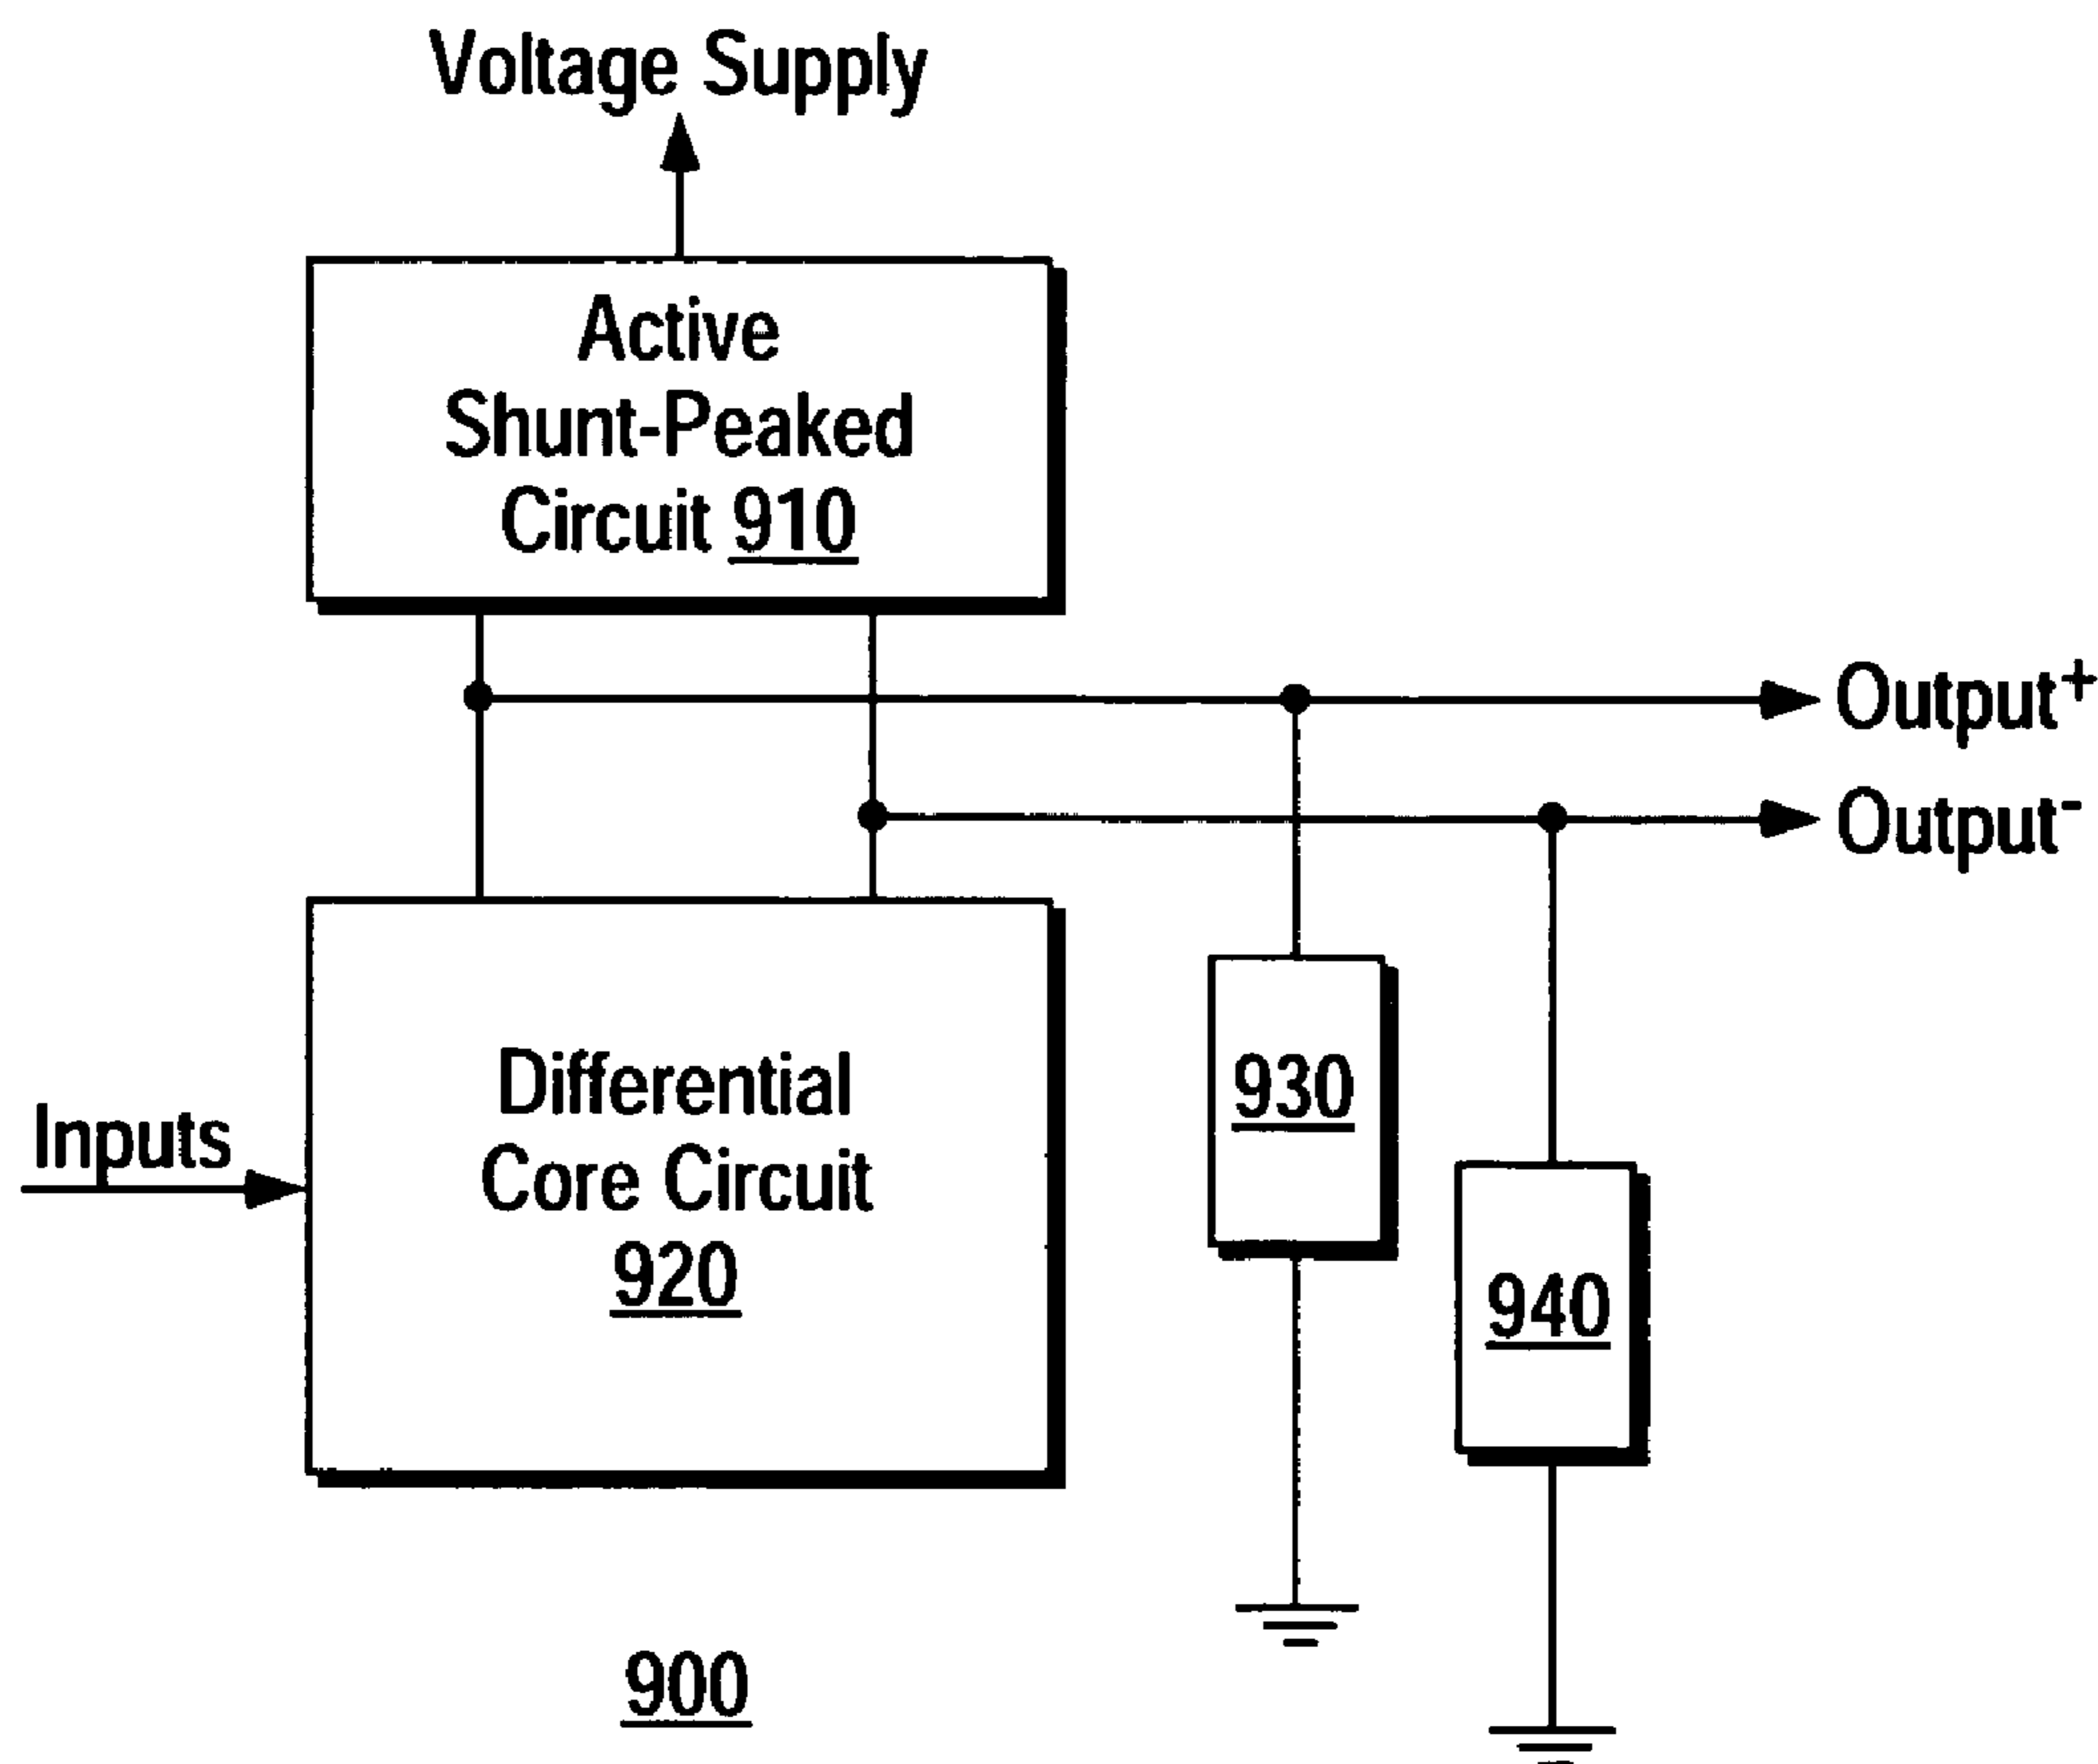 Voltage Supply
Active
Shunt-Peaked
Circuit 910
Output+
Output-
Inputs
Differential
Core Circuit
920
930
940
900